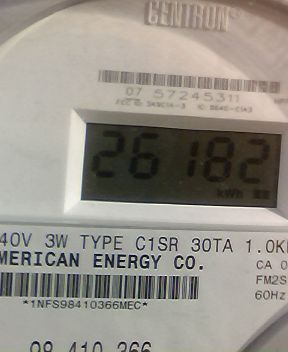 CENTRON®
07 57245311
26182
kWh
40V 3W TYPE C1SR 30TA 1.0K
MERICAN ENERGY CO.
CA 0
FM2S
60Hz
*1NFS98410366MEC*
98 410 366